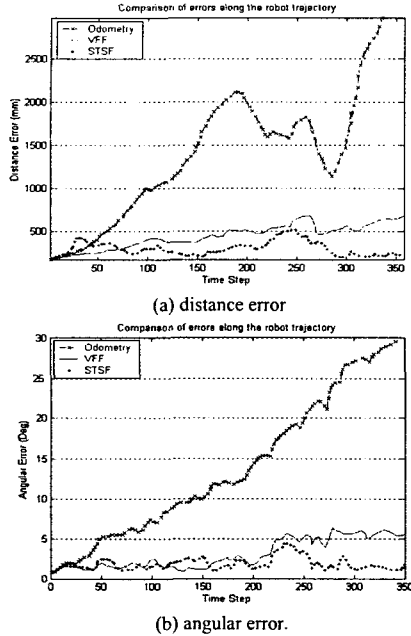 Comparison of errors along the robot trajectory
Odometry
VFF
STSF
Distance Error (mm)
2500
2000
1500
1000
500
50
100
150
200
250
300
350
Time Step
(a) distance error
Comparison of errors along the robot trajectory
Odometry
VFF
STSF
Angular Error (Deg)
30
25
20
15
10
5
0
0
50
100
150
200
250
300
350
Time Step
(b) angular error.